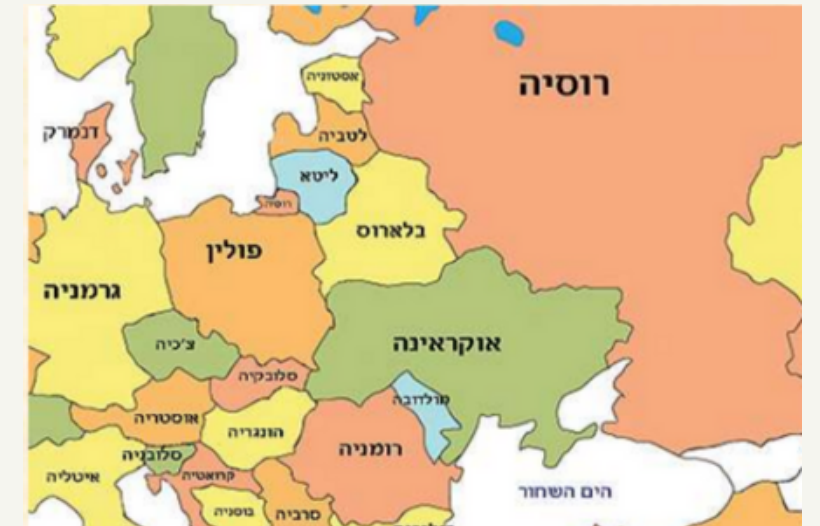 רוסיה
אסטוניה
לטביה
דנמרק
ליטא
רוסיה
בלארוס
פולין
גרמניה
אוקראינה
צ'כיה
סלובקיה
מולדובה
אוסטריה
הונגריה
רומניה
סלובניה
איטליה
קרואטיה
הים השחור
בוסניה
סרביה